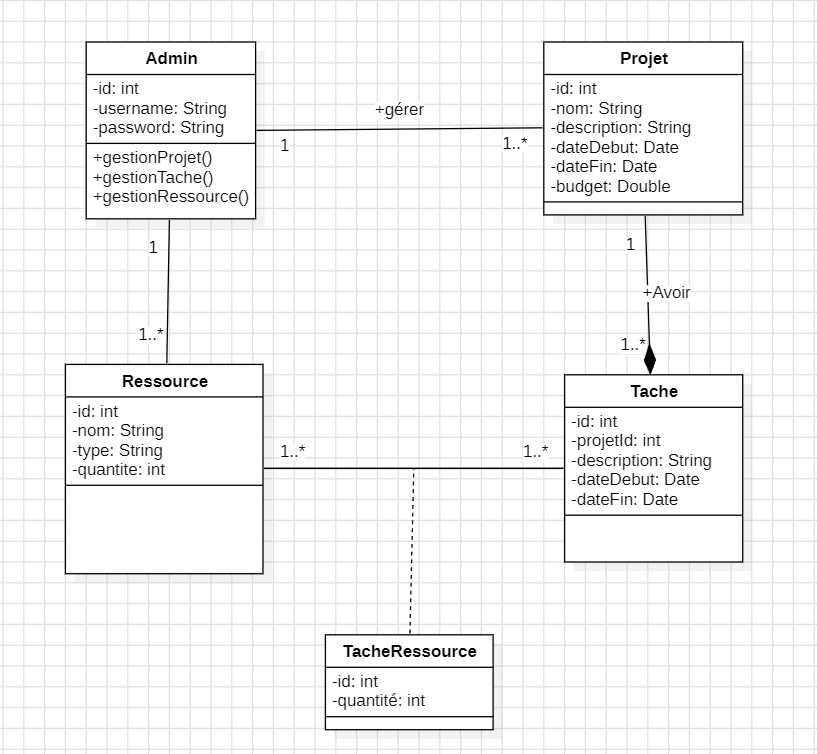 Admin
-id: int
-username: String
-password: String
+gestionProjet()
+gestionTache()
+gestionRessource()
+gérer
1
1..*
Projet
-id: int
-nom: String
-description: String
-dateDebut: Date
-dateFin: Date
-budget: Double
1
1..*
1
+Avoir
1..*
Ressource
-id: int
-nom: String
-type: String
-quantite: int
1..*
1..*
Tache
-id: int
-projetId: int
-description: String
-dateDebut: Date
-dateFin: Date
TacheRessource
-id: int
-quantité: int